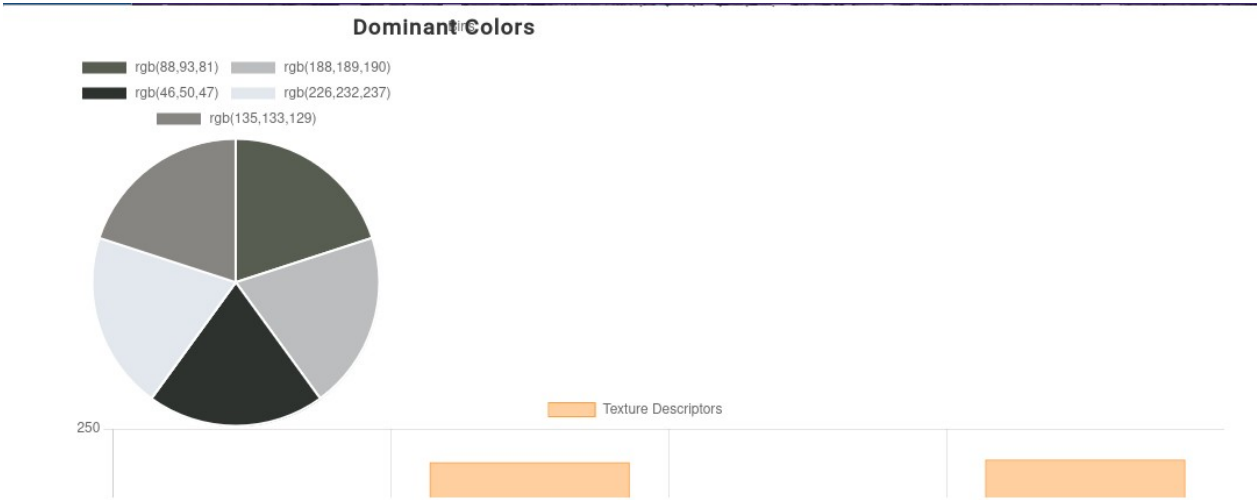 Dominant Colors
Bins
rgb(88,93,81) rgb(188,189,190)
rgb(46,50,47) rgb(226,232,237)
rgb(135,133,129)
Texture Descriptors
250